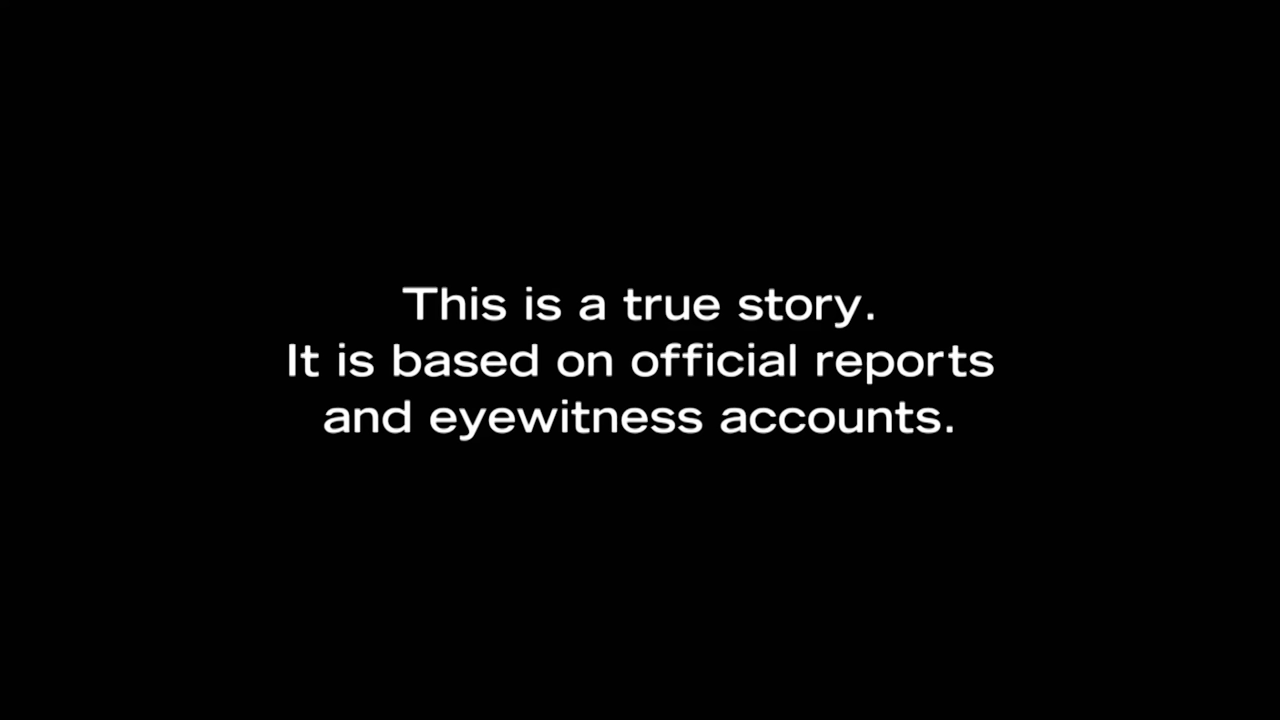 This is a true story.
It is based on official reports
and eyewitness accounts.